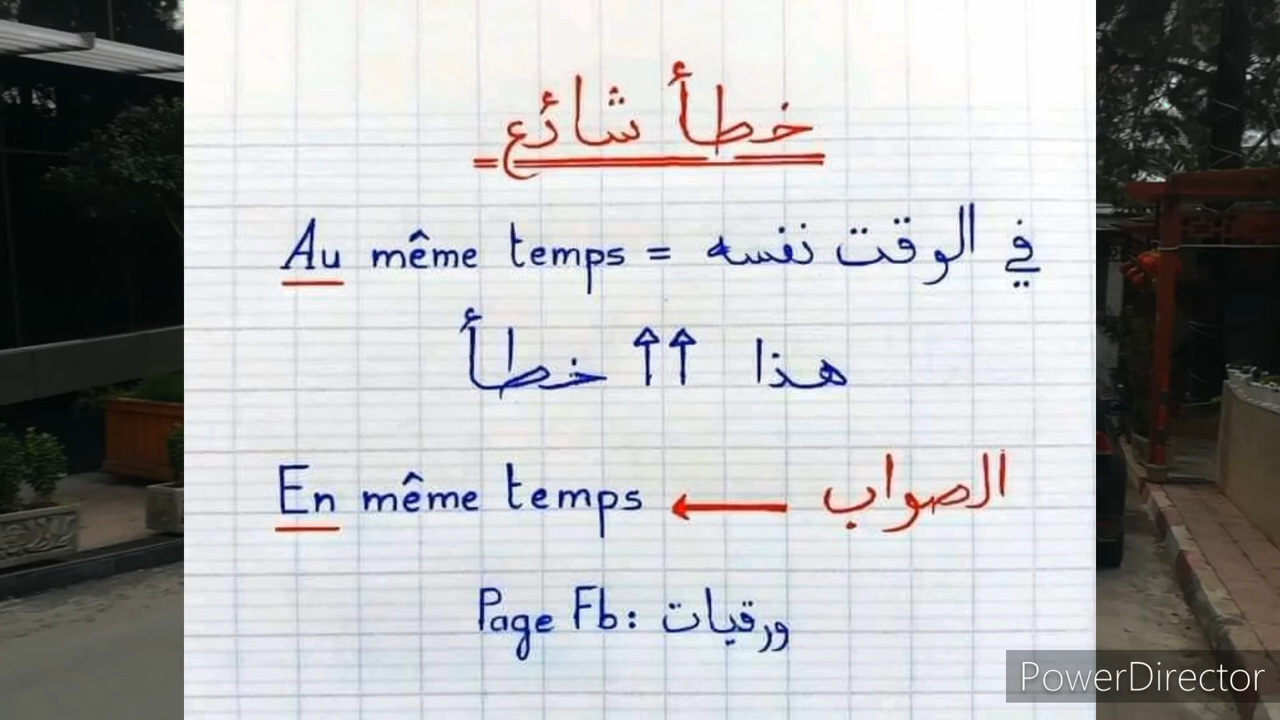 خطأ شائع
Au même temps = في الوقت نفسه
هذا ↑↑ خطأ
En même temps ← الصواب
Page Fb: ورقيات
PowerDirector